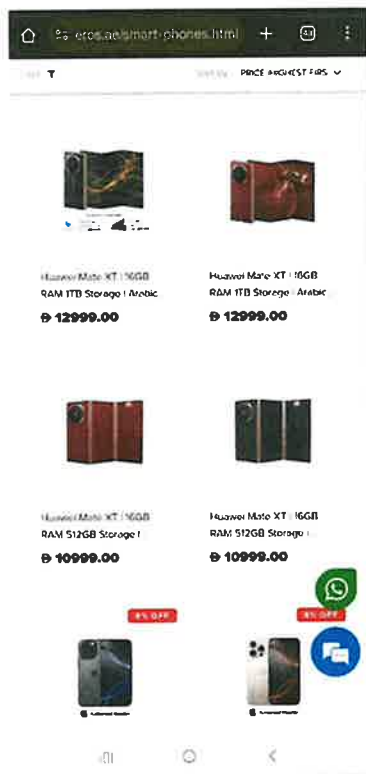 eros.ae/smart-phones.html
PRICE HIGHEST FIRS
Huawei Mate XT | 16GB
RAM 1TB Storage | Arabic
12999.00
Huawei Mate XT | 16GB
RAM 1TB Storage | Arabic
12999.00
Huawei Mate XT | 16GB
RAM 512GB Storage |
10999.00
Huawei Mate XT | 16GB
RAM 512GB Storage |
10999.00
% OFF
% OFF